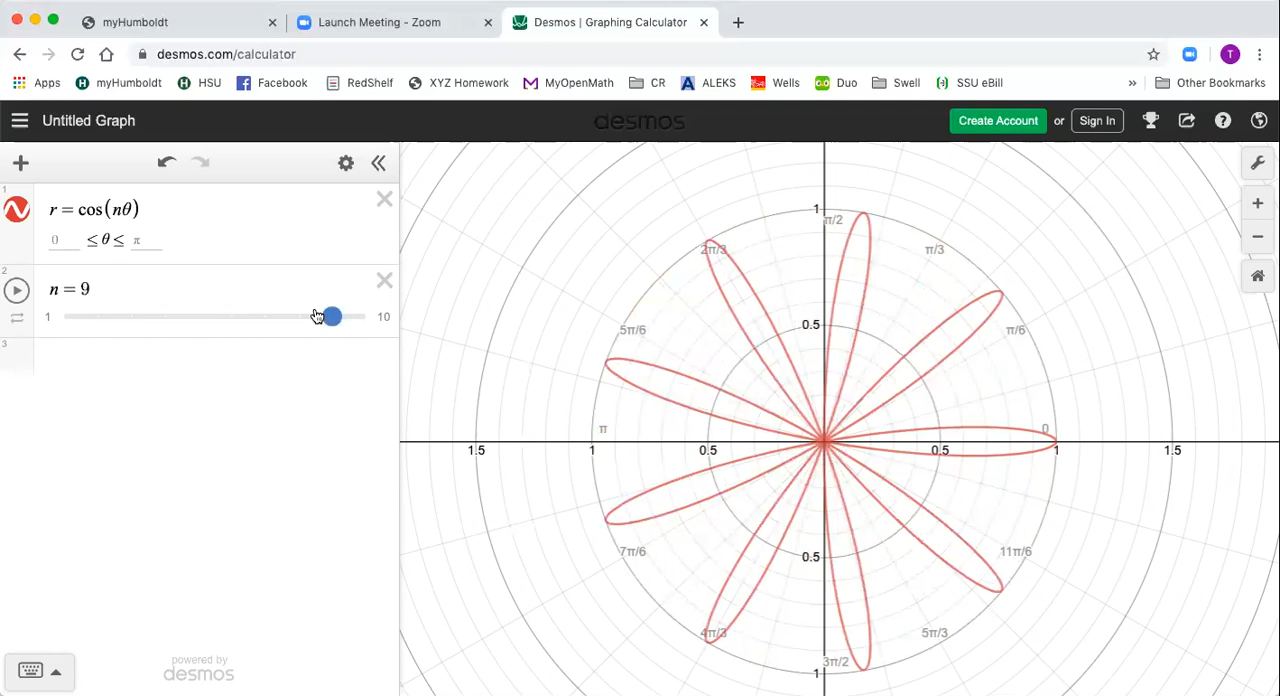 myHumboldt
Launch Meeting - Zoom
Desmos | Graphing Calculator
desmos.com/calculator
T
Apps
myHumboldt
HSU
Facebook
RedShelf
XYZ Homework
MyOpenMath
CR
ALEKS
Wells
Duo
Swell
SSU eBill
»
Other Bookmarks
Untitled Graph
desmos
Create Account or Sign In
1
r = cos(nθ)
0 ≤ θ ≤ π
2
n = 9
1 10
3
powered by
desmos
1
π/2
2π/3
π/3
0.5
5π/6
π/6
π
0
1.5
1
0.5
0.5
1
1.5
0.5
7π/6
11π/6
4π/3
5π/3
3π/2
1